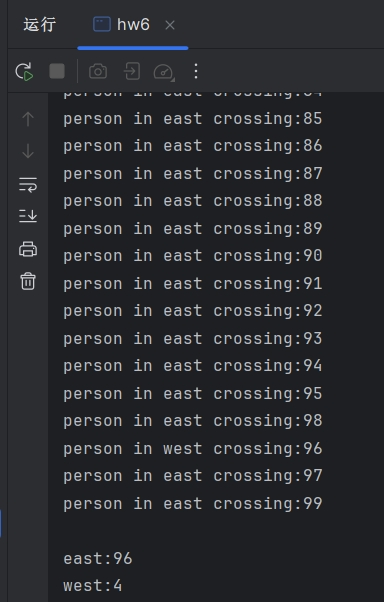 运行
hw6
person in east crossing:84
person in east crossing:85
person in east crossing:86
person in east crossing:87
person in east crossing:88
person in east crossing:89
person in east crossing:90
person in east crossing:91
person in east crossing:92
person in east crossing:93
person in east crossing:94
person in east crossing:95
person in east crossing:98
person in west crossing:96
person in east crossing:97
person in east crossing:99
east:96
west:4